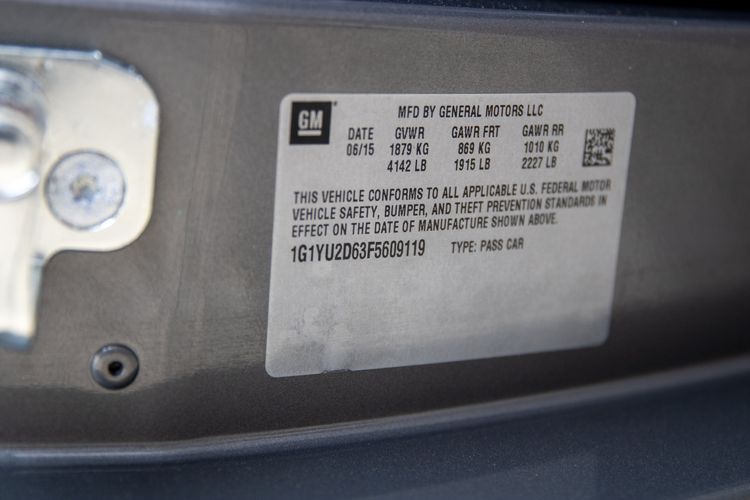 GM
MFD BY GENERAL MOTORS LLC
DATE GVWR GAWR FRT GAWR RR
06/15 1879 KG 869 KG 1010 KG
4142 LB 1915 LB 2227 LB
THIS VEHICLE CONFORMS TO ALL APPLICABLE U.S. FEDERAL MOTOR
VEHICLE SAFETY, BUMPER, AND THEFT PREVENTION STANDARDS IN
EFFECT ON THE DATE OF MANUFACTURE SHOWN ABOVE.
1G1YU2D63F5609119 TYPE: PASS CAR